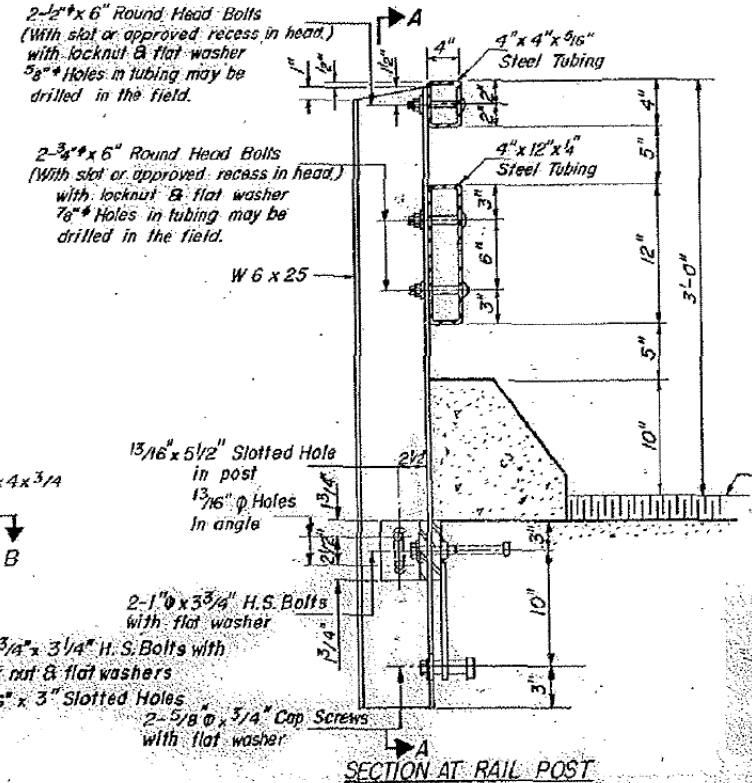 2-½"ᶲ x 6" Round Head Bolts
(With slot or approved recess in head.)
with locknut & flat washer
⅝"ᶲ Holes in tubing may be
drilled in the field.
A
4"
4" x 4" x 5/16"
Steel Tubing
1"
½"
1½"
2"
2"
4"
5"
2-¾"ᶲ x 6" Round Head Bolts
(With slot or approved recess in head.)
with locknut & flat washer
⅞"ᶲ Holes in tubing may be
drilled in the field.
4" x 12" x ¼"
Steel Tubing
3"
6"
3"
12"
3'-0"
W 6 x 25
5"
10"
13/16" x 5 1/2" Slotted Hole
in post
13/16" φ Holes
In angle
2½"
x 4 x 3/4
B
1 3/4"
2 1/2"
1 3/4"
3"
10"
3"
2-1"φ x 3 3/4" H.S. Bolts
with flat washer
3/4" x 3 1/4" H.S. Bolts with
nut & flat washers
" x 3" Slotted Holes
2-5/8"φ x 3/4" Cap Screws
with flat washer
A
SECTION AT RAIL POST